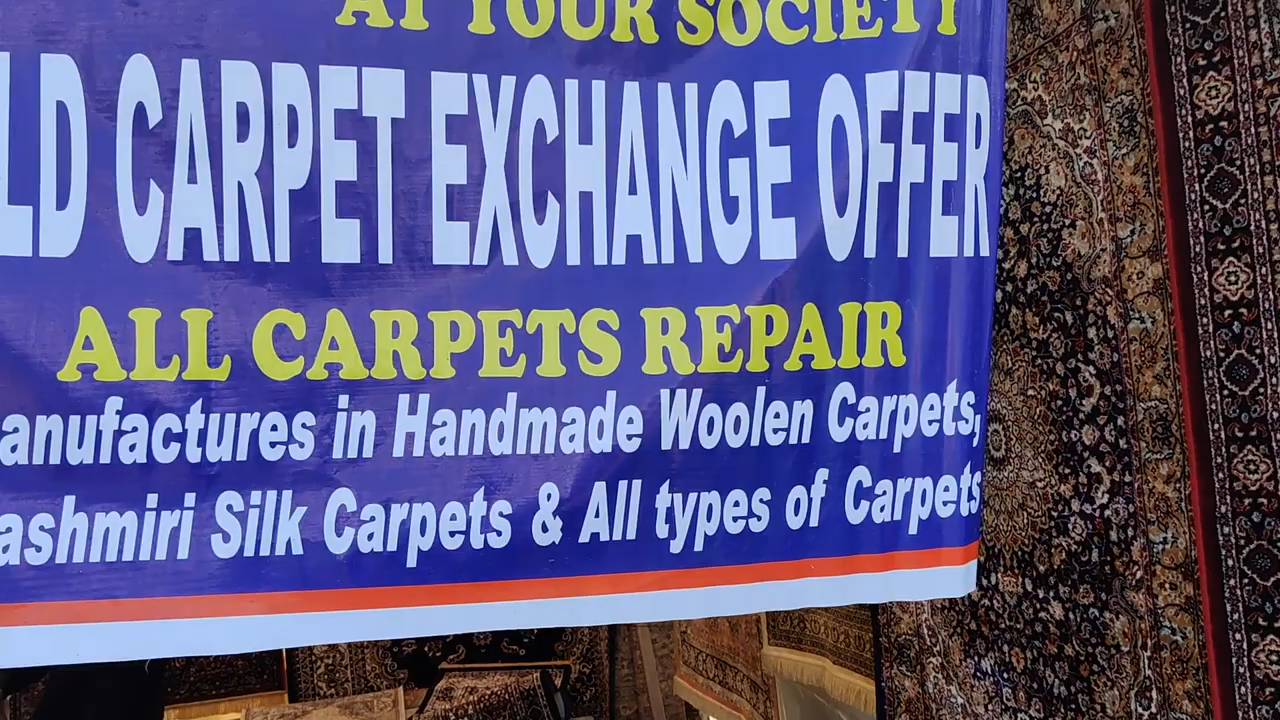 AT YOUR SOCIETY
LD CARPET EXCHANGE OFFER
ALL CARPETS REPAIR
anufactures in Handmade Woolen Carpets,
ashmiri Silk Carpets & All types of Carpets